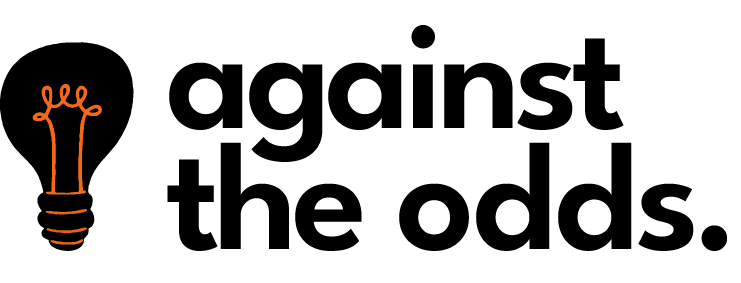 against
the odds.